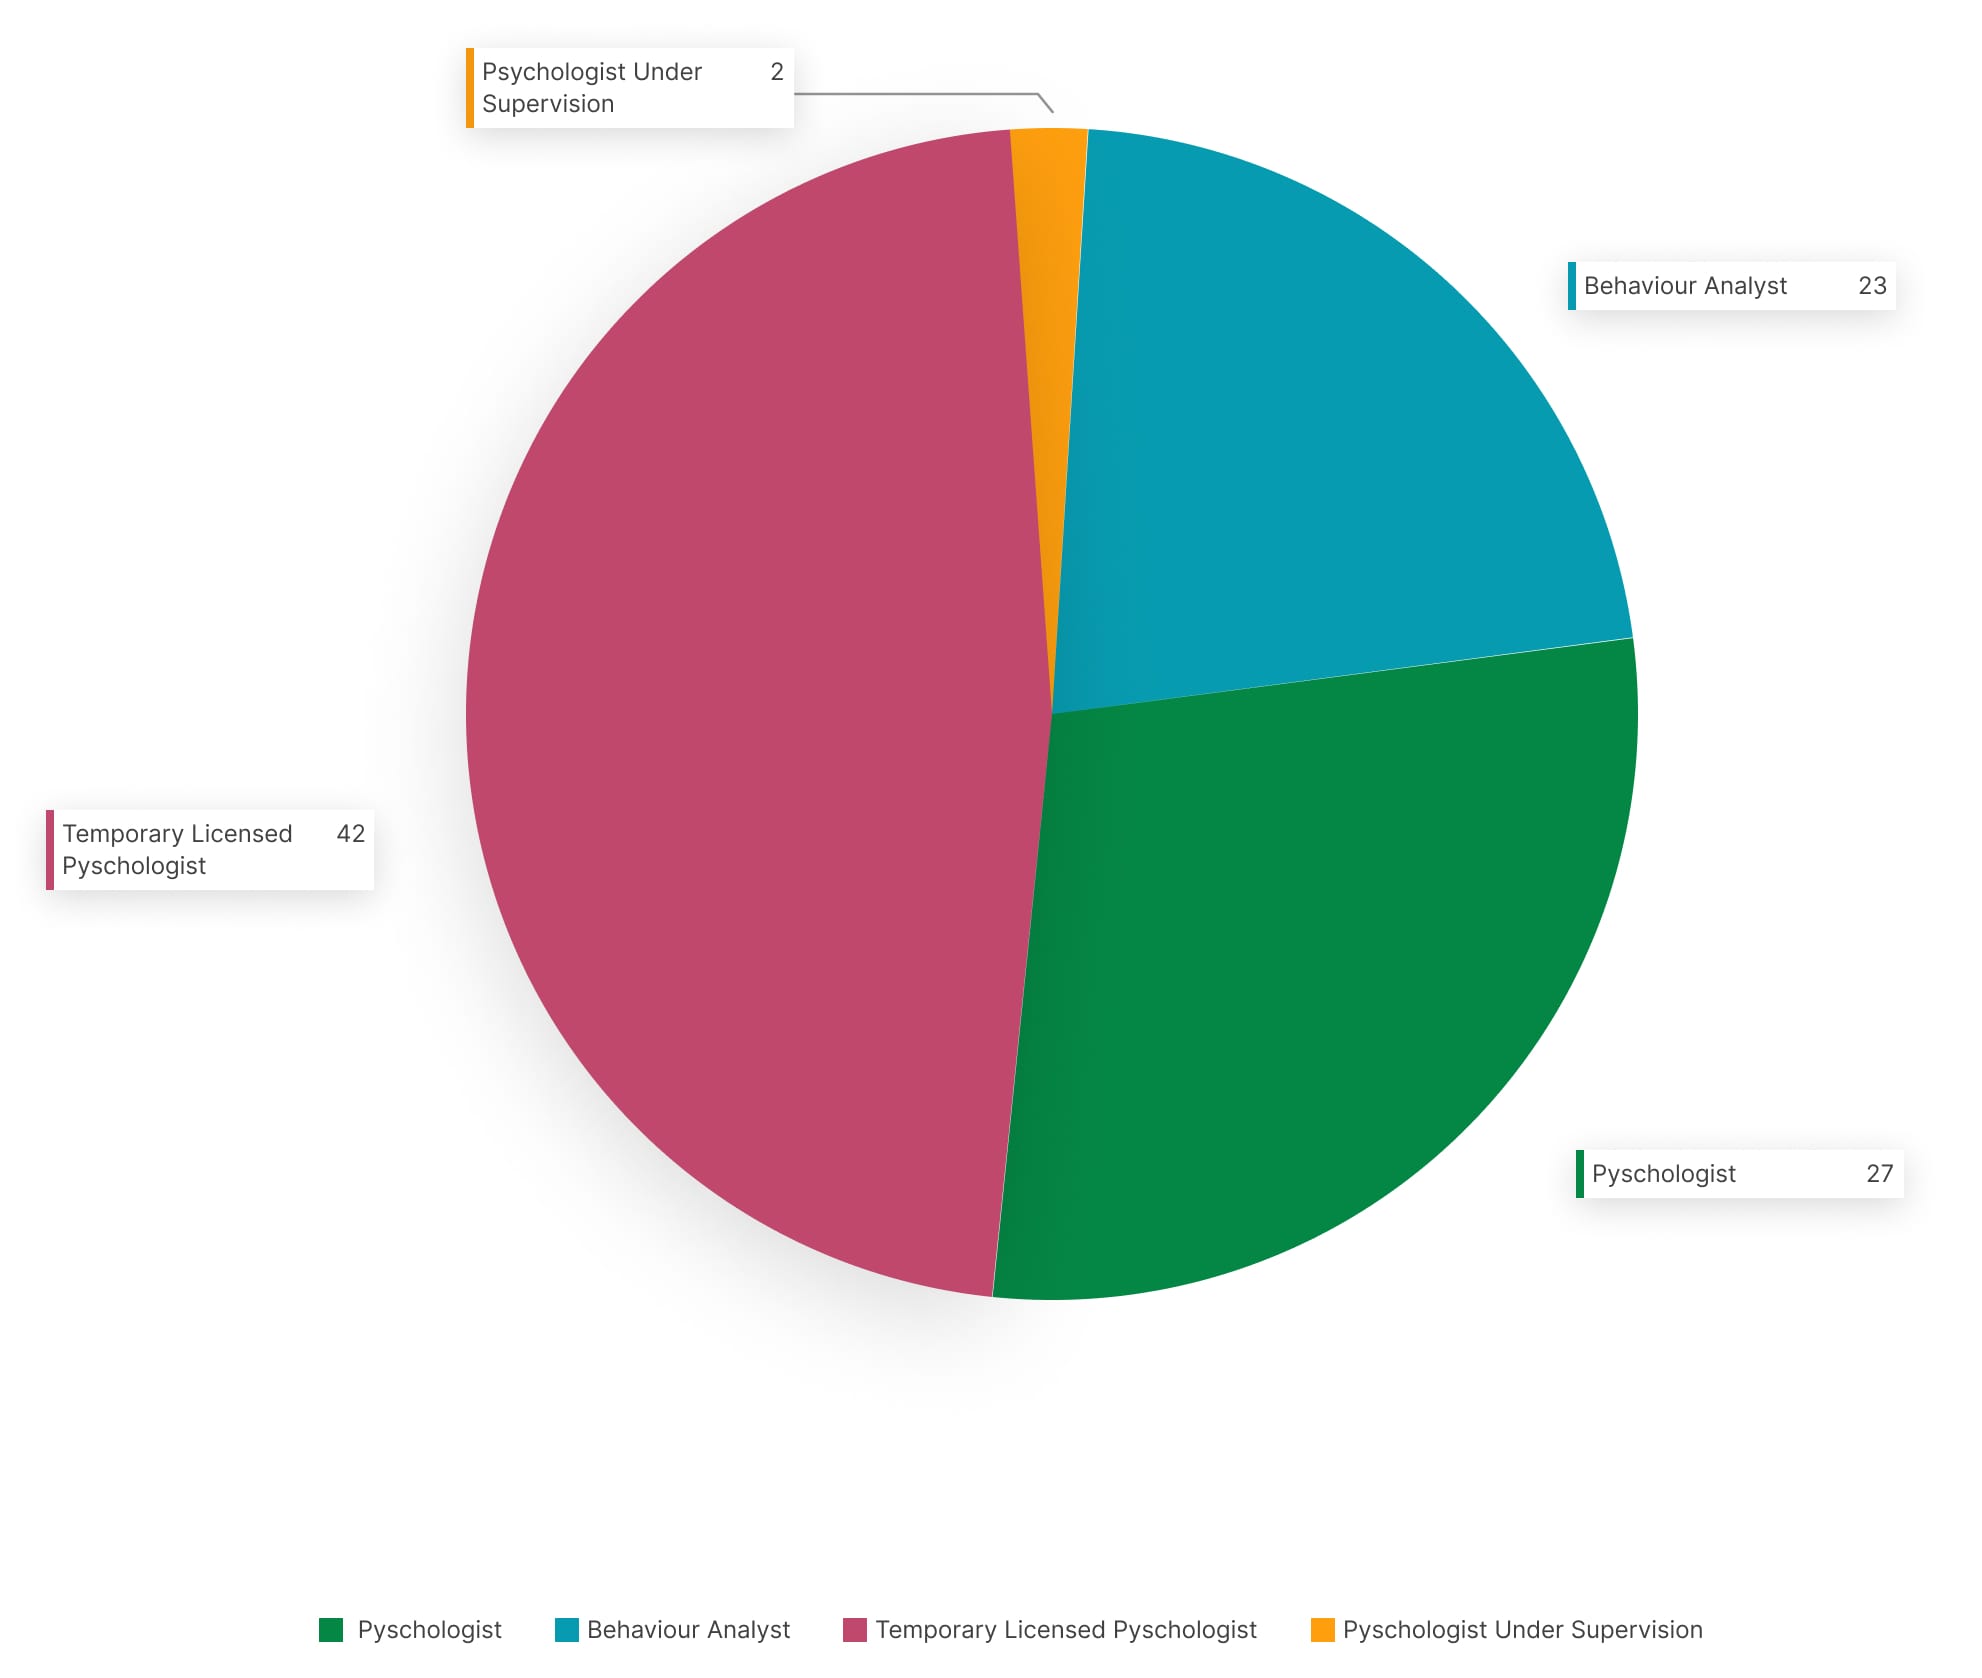 Psychologist Under 2
Supervision
Behaviour Analyst 23
Temporary Licensed 42
Pyschologist
Pyschologist 27
Pyschologist Behaviour Analyst Temporary Licensed Pyschologist Pyschologist Under Supervision